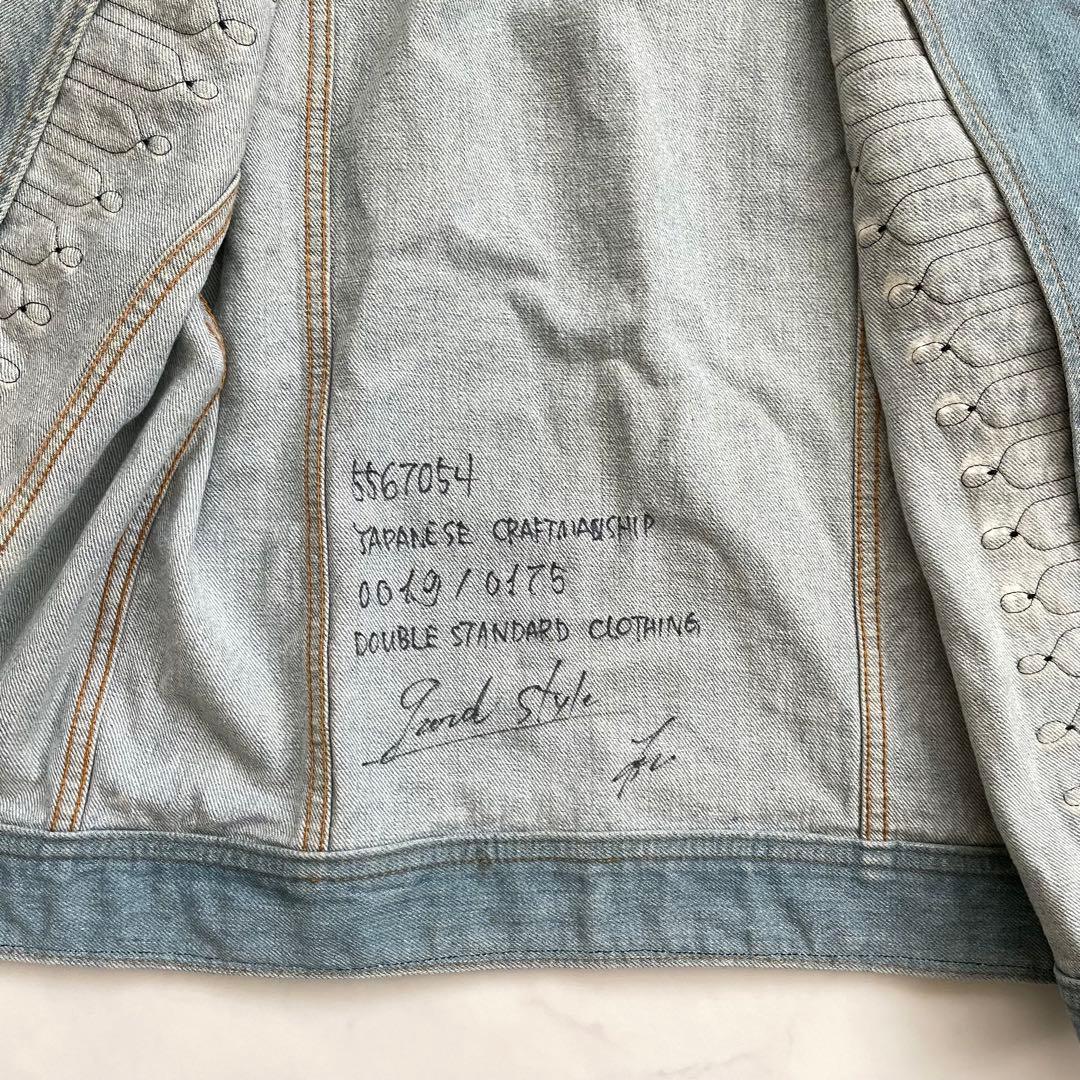 5567054
JAPANESE CRAFTMANSHIP
0019 / 0175
DOUBLE STANDARD CLOTHING
Good Style